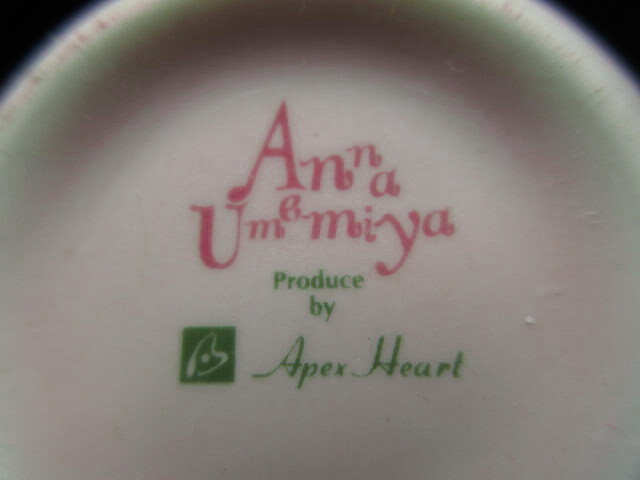 Anna
Umemiya
Produce
by
Apex Heart